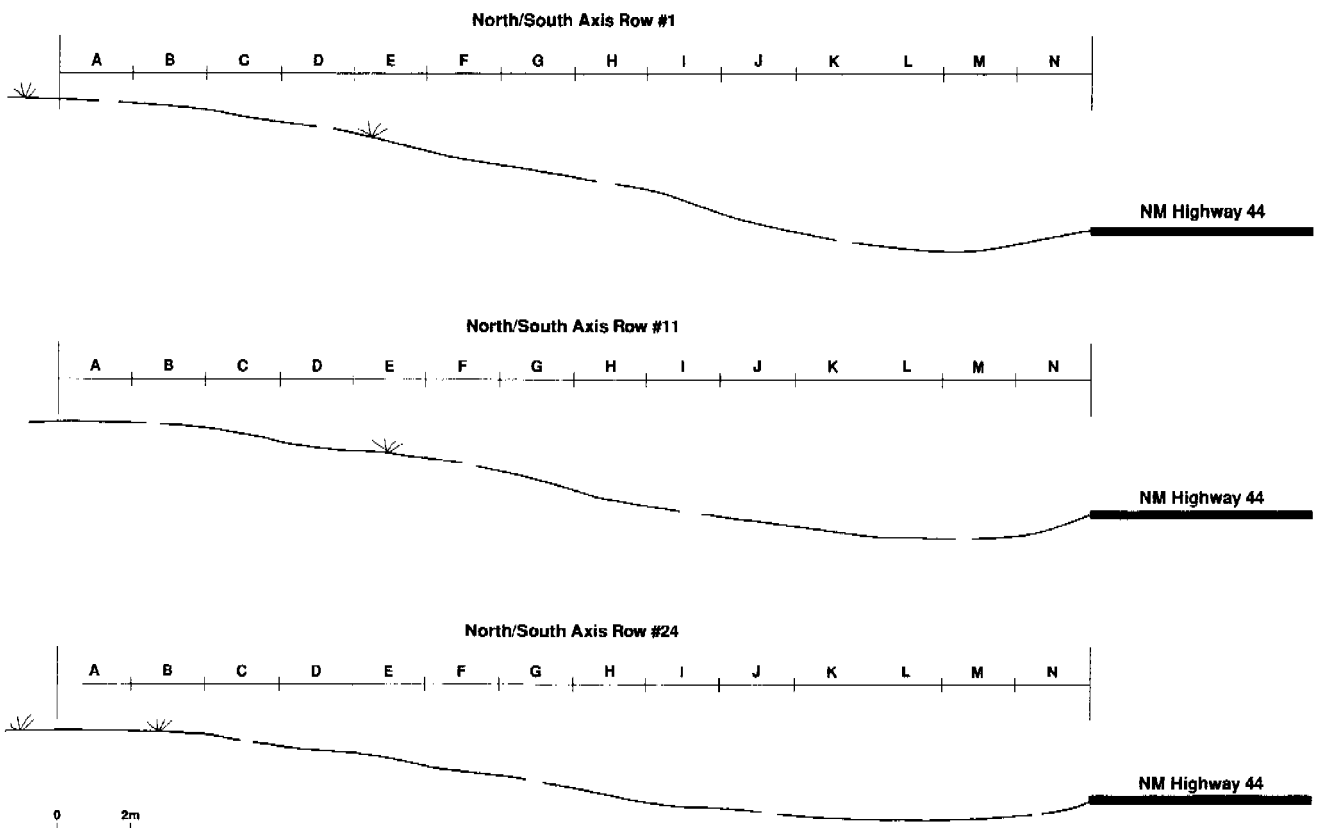 North/South Axis Row #1
A B C D E F G H I J K L M N
NM Highway 44
North/South Axis Row #11
A B C D E F G H I J K L M N
NM Highway 44
North/South Axis Row #24
A B C D E F G H I J K L M N
NM Highway 44
0 2m